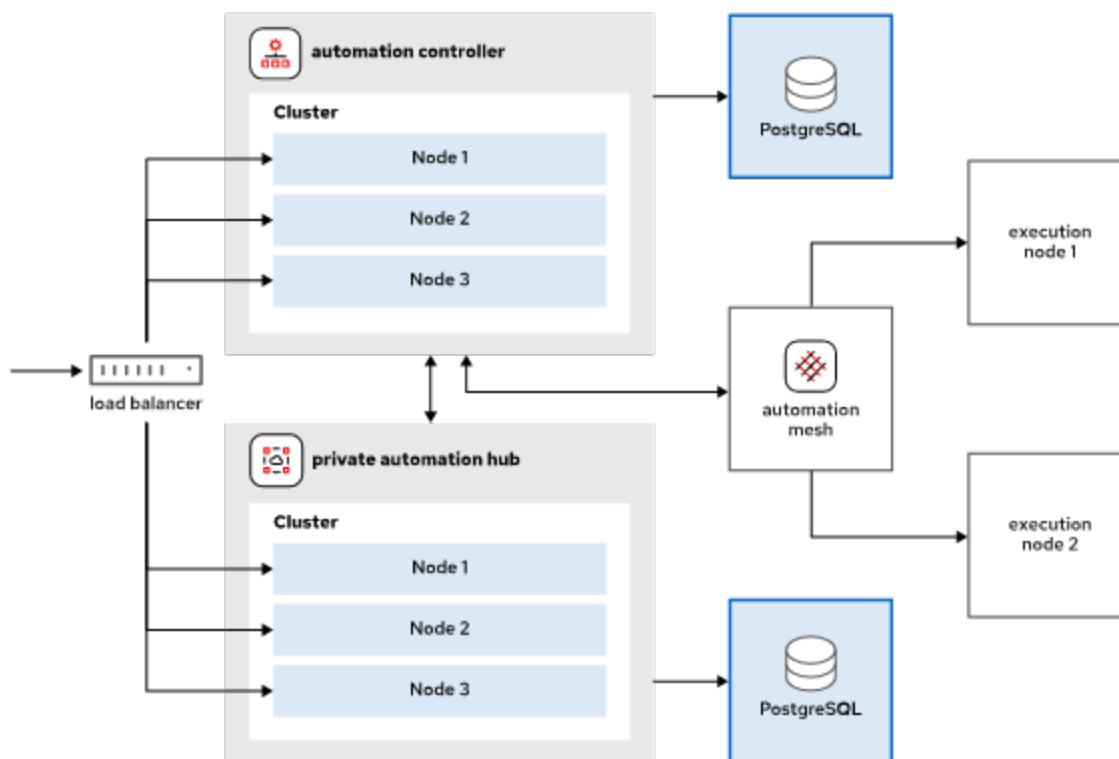 automation controller
Cluster
Node 1
Node 2
Node 3
PostgreSQL
execution
node 1
load balancer
automation
mesh
private automation hub
Cluster
Node 1
Node 2
Node 3
execution
node 2
PostgreSQL